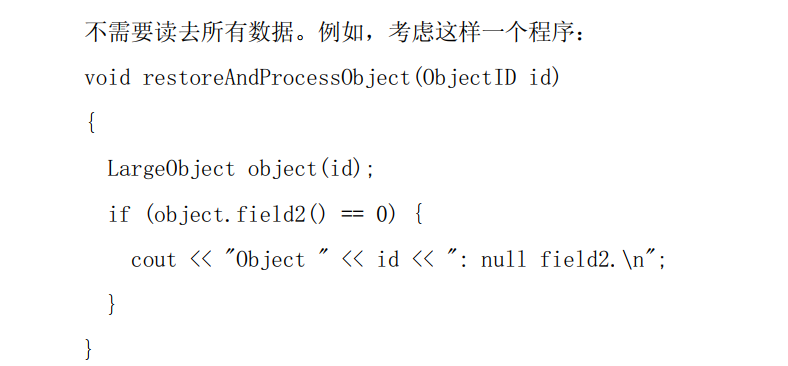 不需要读去所有数据。例如，考虑这样一个程序：
void restoreAndProcessObject(ObjectID id)
{
  LargeObject object(id);
  if (object.field2() == 0) {
    cout << "Object " << id << ": null field2.\n";
  }
}